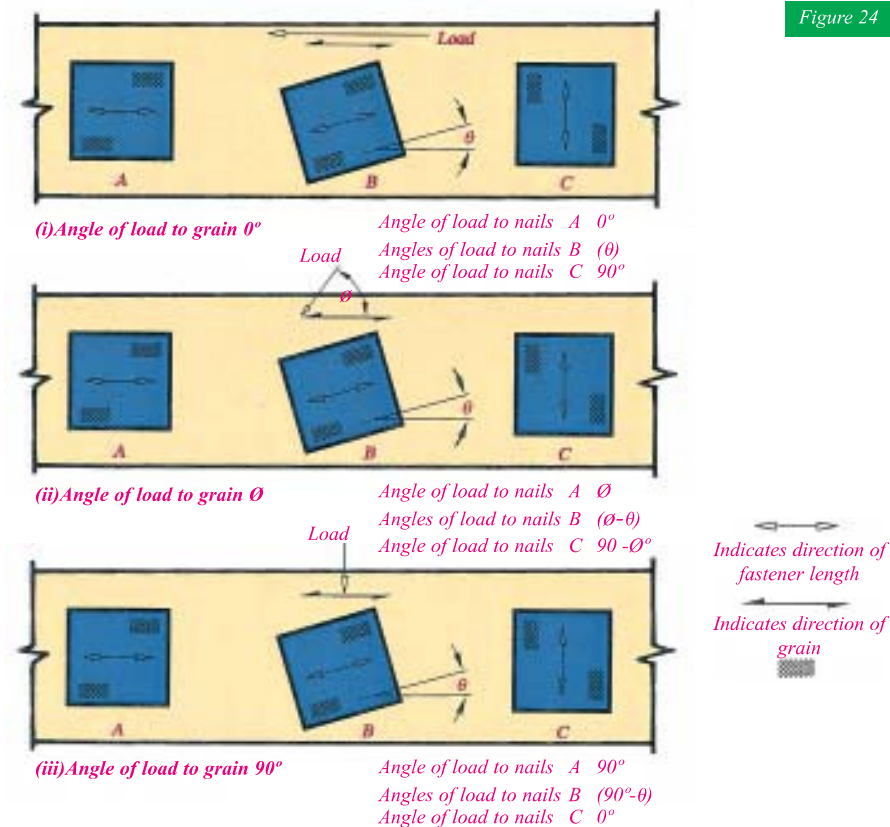 Figure 24
Load
θ
A
B
C
(i)Angle of load to grain 0º
Angle of load to nails A 0º
Angles of load to nails B (θ)
Angle of load to nails C 90º
Load
Ø
θ
A
B
C
(ii)Angle of load to grain Ø
Angle of load to nails A Ø
Angles of load to nails B (ø-θ)
Angle of load to nails C 90 -Øº
Load
Indicates direction of
fastener length
Indicates direction of
grain
θ
A
B
C
(iii)Angle of load to grain 90º
Angle of load to nails A 90º
Angles of load to nails B (90º-θ)
Angle of load to nails C 0º